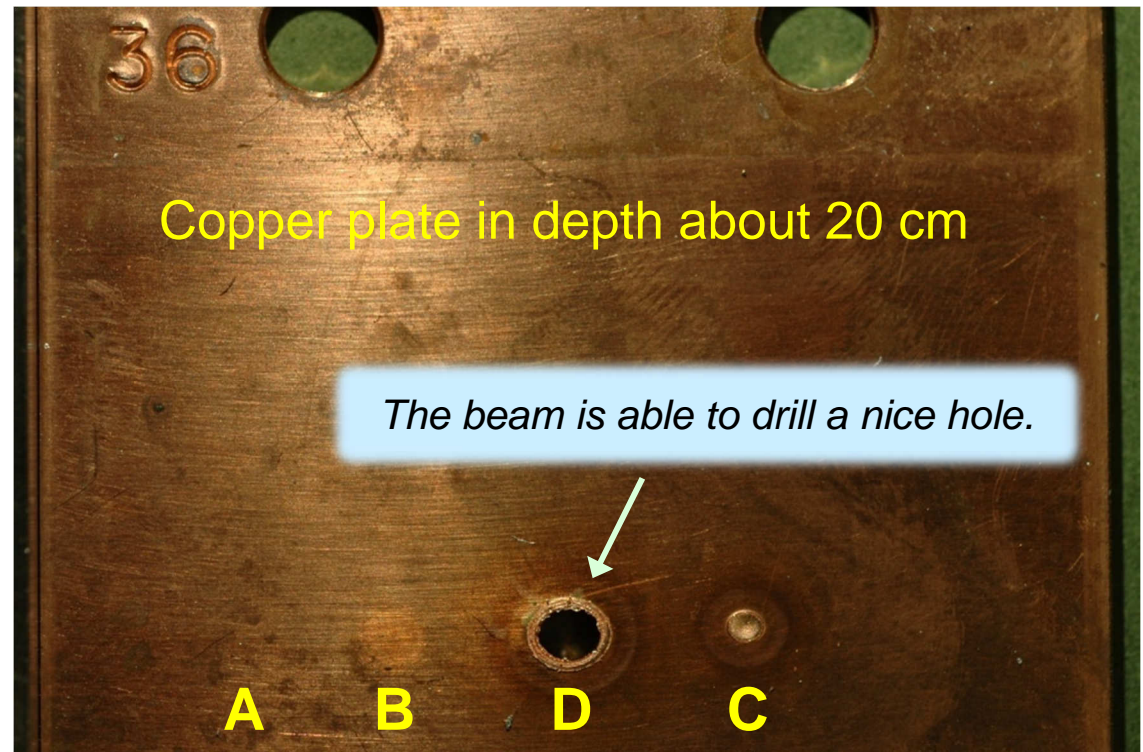 36
Copper plate in depth about 20 cm
The beam is able to drill a nice hole.
A B D C